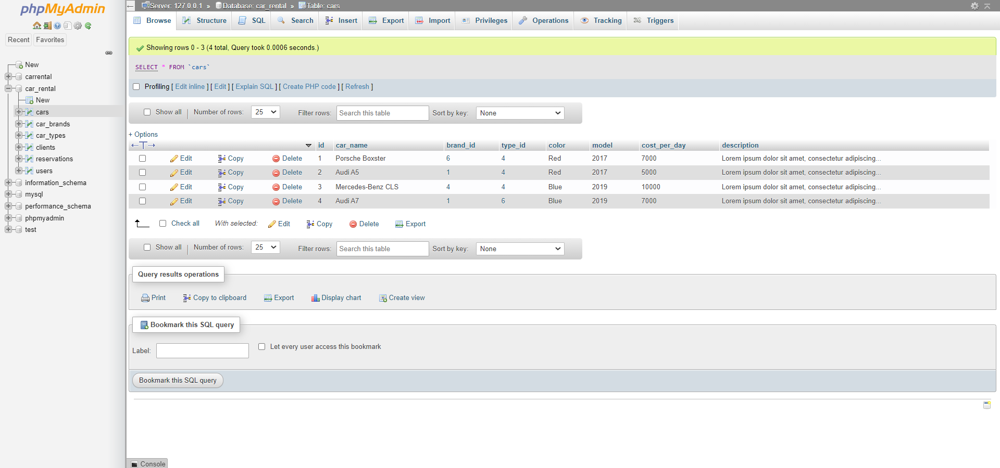 phpMyAdmin
Recent Favorites
New
carrental
car_rental
New
cars
car_brands
car_types
clients
reservations
users
information_schema
mysql
performance_schema
phpmyadmin
test
Server: 127.0.0.1 » Database: car_rental » Table: cars
Browse Structure SQL Search Insert Export Import Privileges Operations Tracking Triggers
Showing rows 0 - 3 (4 total, Query took 0.0006 seconds.)
SELECT * FROM `cars`
Profiling [ Edit inline ] [ Edit ] [ Explain SQL ] [ Create PHP code ] [ Refresh ]
Show all | Number of rows: 25 Filter rows: Search this table Sort by key: None
+ Options
←T→ id car_name brand_id type_id color model cost_per_day description
Edit Copy Delete 1 Porsche Boxster 6 4 Red 2017 7000 Lorem ipsum dolor sit amet, consectetur adipiscing...
Edit Copy Delete 2 Audi A5 1 4 Red 2017 5000 Lorem ipsum dolor sit amet, consectetur adipiscing...
Edit Copy Delete 3 Mercedes-Benz CLS 4 4 Blue 2019 10000 Lorem ipsum dolor sit amet, consectetur adipiscing...
Edit Copy Delete 4 Audi A7 1 6 Blue 2019 7000 Lorem ipsum dolor sit amet, consectetur adipiscing...
Check all With selected: Edit Copy Delete Export
Show all | Number of rows: 25 Filter rows: Search this table Sort by key: None
Query results operations
Print Copy to clipboard Export Display chart Create view
Bookmark this SQL query
Label: Let every user access this bookmark
Bookmark this SQL query
Console